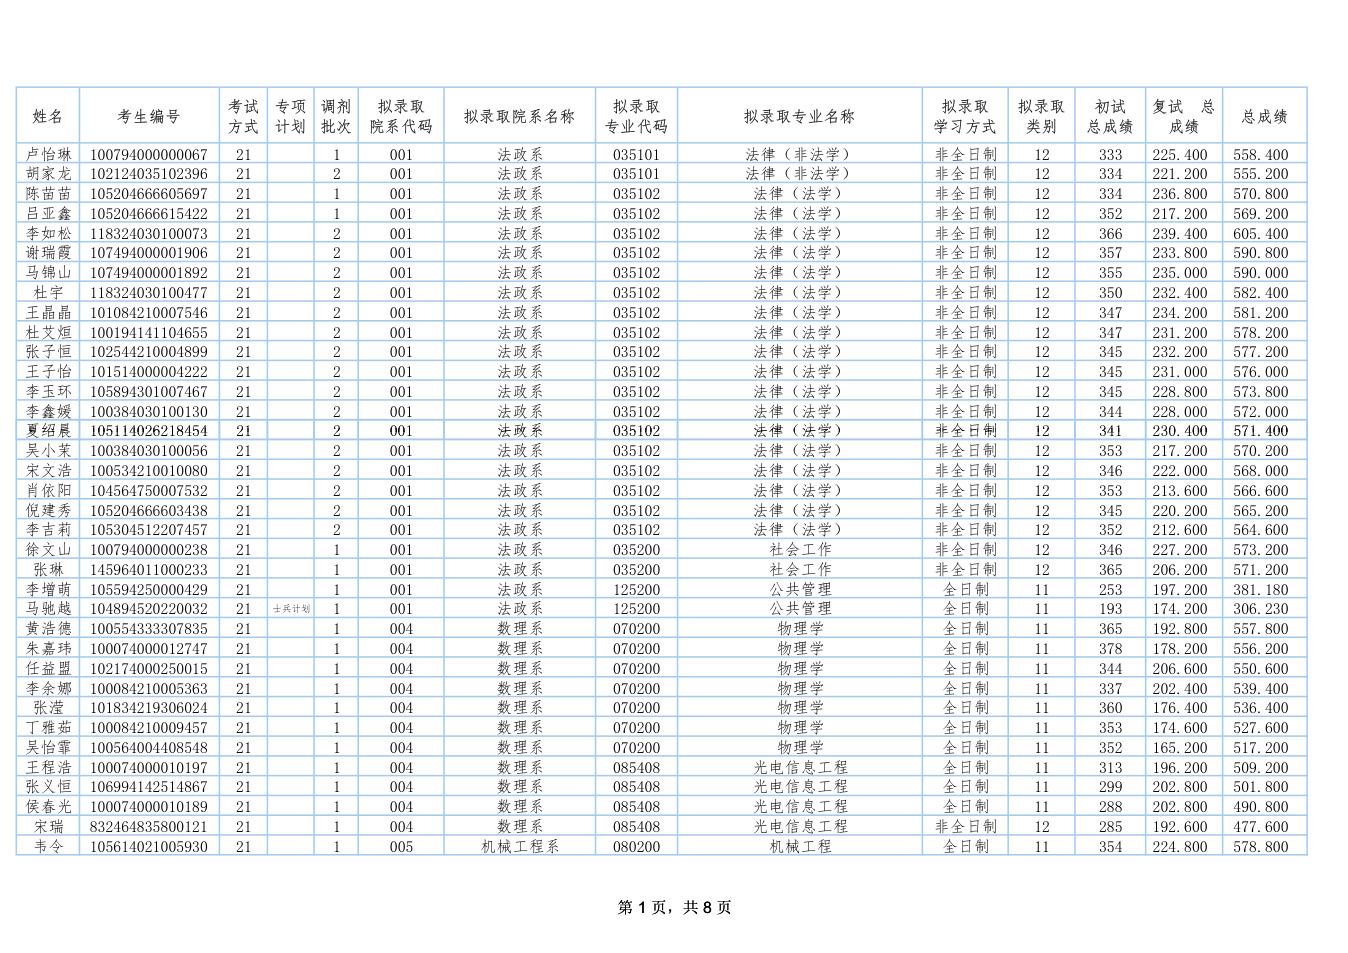 姓名 考生编号 考试方式 专项计划 调剂批次 拟录取院系代码 拟录取院系名称 拟录取专业代码 拟录取专业名称 拟录取学习方式 拟录取类别 初试总成绩 复试 总成绩 总成绩
卢怡琳 100794000000067 21 1 001 法政系 035101 法律（非法学） 非全日制 12 333 225.400 558.400
胡家龙 102124035102396 21 2 001 法政系 035101 法律（非法学） 非全日制 12 334 221.200 555.200
陈苗苗 105204666605697 21 1 001 法政系 035102 法律（法学） 非全日制 12 334 236.800 570.800
吕亚鑫 105204666615422 21 1 001 法政系 035102 法律（法学） 非全日制 12 352 217.200 569.200
李如松 118324030100073 21 2 001 法政系 035102 法律（法学） 非全日制 12 366 239.400 605.400
谢瑞霞 107494000001906 21 2 001 法政系 035102 法律（法学） 非全日制 12 357 233.800 590.800
马锦山 107494000001892 21 2 001 法政系 035102 法律（法学） 非全日制 12 355 235.000 590.000
杜宇 118324030100477 21 2 001 法政系 035102 法律（法学） 非全日制 12 350 232.400 582.400
王晶晶 101084210007546 21 2 001 法政系 035102 法律（法学） 非全日制 12 347 234.200 581.200
杜艾烜 100194141104655 21 2 001 法政系 035102 法律（法学） 非全日制 12 347 231.200 578.200
张子恒 102544210004899 21 2 001 法政系 035102 法律（法学） 非全日制 12 345 232.200 577.200
王子怡 101514000004222 21 2 001 法政系 035102 法律（法学） 非全日制 12 345 231.000 576.000
李玉环 105894301007467 21 2 001 法政系 035102 法律（法学） 非全日制 12 345 228.800 573.800
李鑫媛 100384030100130 21 2 001 法政系 035102 法律（法学） 非全日制 12 344 228.000 572.000
夏绍晨 105114026218454 21 2 001 法政系 035102 法律（法学） 非全日制 12 341 230.400 571.400
吴小茉 100384030100056 21 2 001 法政系 035102 法律（法学） 非全日制 12 353 217.200 570.200
宋文浩 100534210010080 21 2 001 法政系 035102 法律（法学） 非全日制 12 346 222.000 568.000
肖依阳 104564750007532 21 2 001 法政系 035102 法律（法学） 非全日制 12 353 213.600 566.600
倪建秀 105204666603438 21 2 001 法政系 035102 法律（法学） 非全日制 12 345 220.200 565.200
李吉莉 105304512207457 21 2 001 法政系 035102 法律（法学） 非全日制 12 352 212.600 564.600
徐文山 100794000000238 21 1 001 法政系 035200 社会工作 非全日制 12 346 227.200 573.200
张琳 145964011000233 21 1 001 法政系 035200 社会工作 非全日制 12 365 206.200 571.200
李增萌 105594250000429 21 1 001 法政系 125200 公共管理 全日制 11 253 197.200 381.180
马驰越 104894520220032 21 士兵计划 1 001 法政系 125200 公共管理 全日制 11 193 174.200 306.230
黄浩德 100554333307835 21 1 004 数理系 070200 物理学 全日制 11 365 192.800 557.800
朱嘉玮 100074000012747 21 1 004 数理系 070200 物理学 全日制 11 378 178.200 556.200
任益盟 102174000250015 21 1 004 数理系 070200 物理学 全日制 11 344 206.600 550.600
李余娜 100084210005363 21 1 004 数理系 070200 物理学 全日制 11 337 202.400 539.400
张滢 101834219306024 21 1 004 数理系 070200 物理学 全日制 11 360 176.400 536.400
丁雅茹 100084210009457 21 1 004 数理系 070200 物理学 全日制 11 353 174.600 527.600
吴怡霏 100564004408548 21 1 004 数理系 070200 物理学 全日制 11 352 165.200 517.200
王程浩 100074000010197 21 1 004 数理系 085408 光电信息工程 全日制 11 313 196.200 509.200
张义恒 106994142514867 21 1 004 数理系 085408 光电信息工程 全日制 11 299 202.800 501.800
侯春光 100074000010189 21 1 004 数理系 085408 光电信息工程 全日制 11 288 202.800 490.800
宋瑞 832464835800121 21 1 004 数理系 085408 光电信息工程 非全日制 12 285 192.600 477.600
韦令 105614021005930 21 1 005 机械工程系 080200 机械工程 全日制 11 354 224.800 578.800
第 1 页，共 8 页